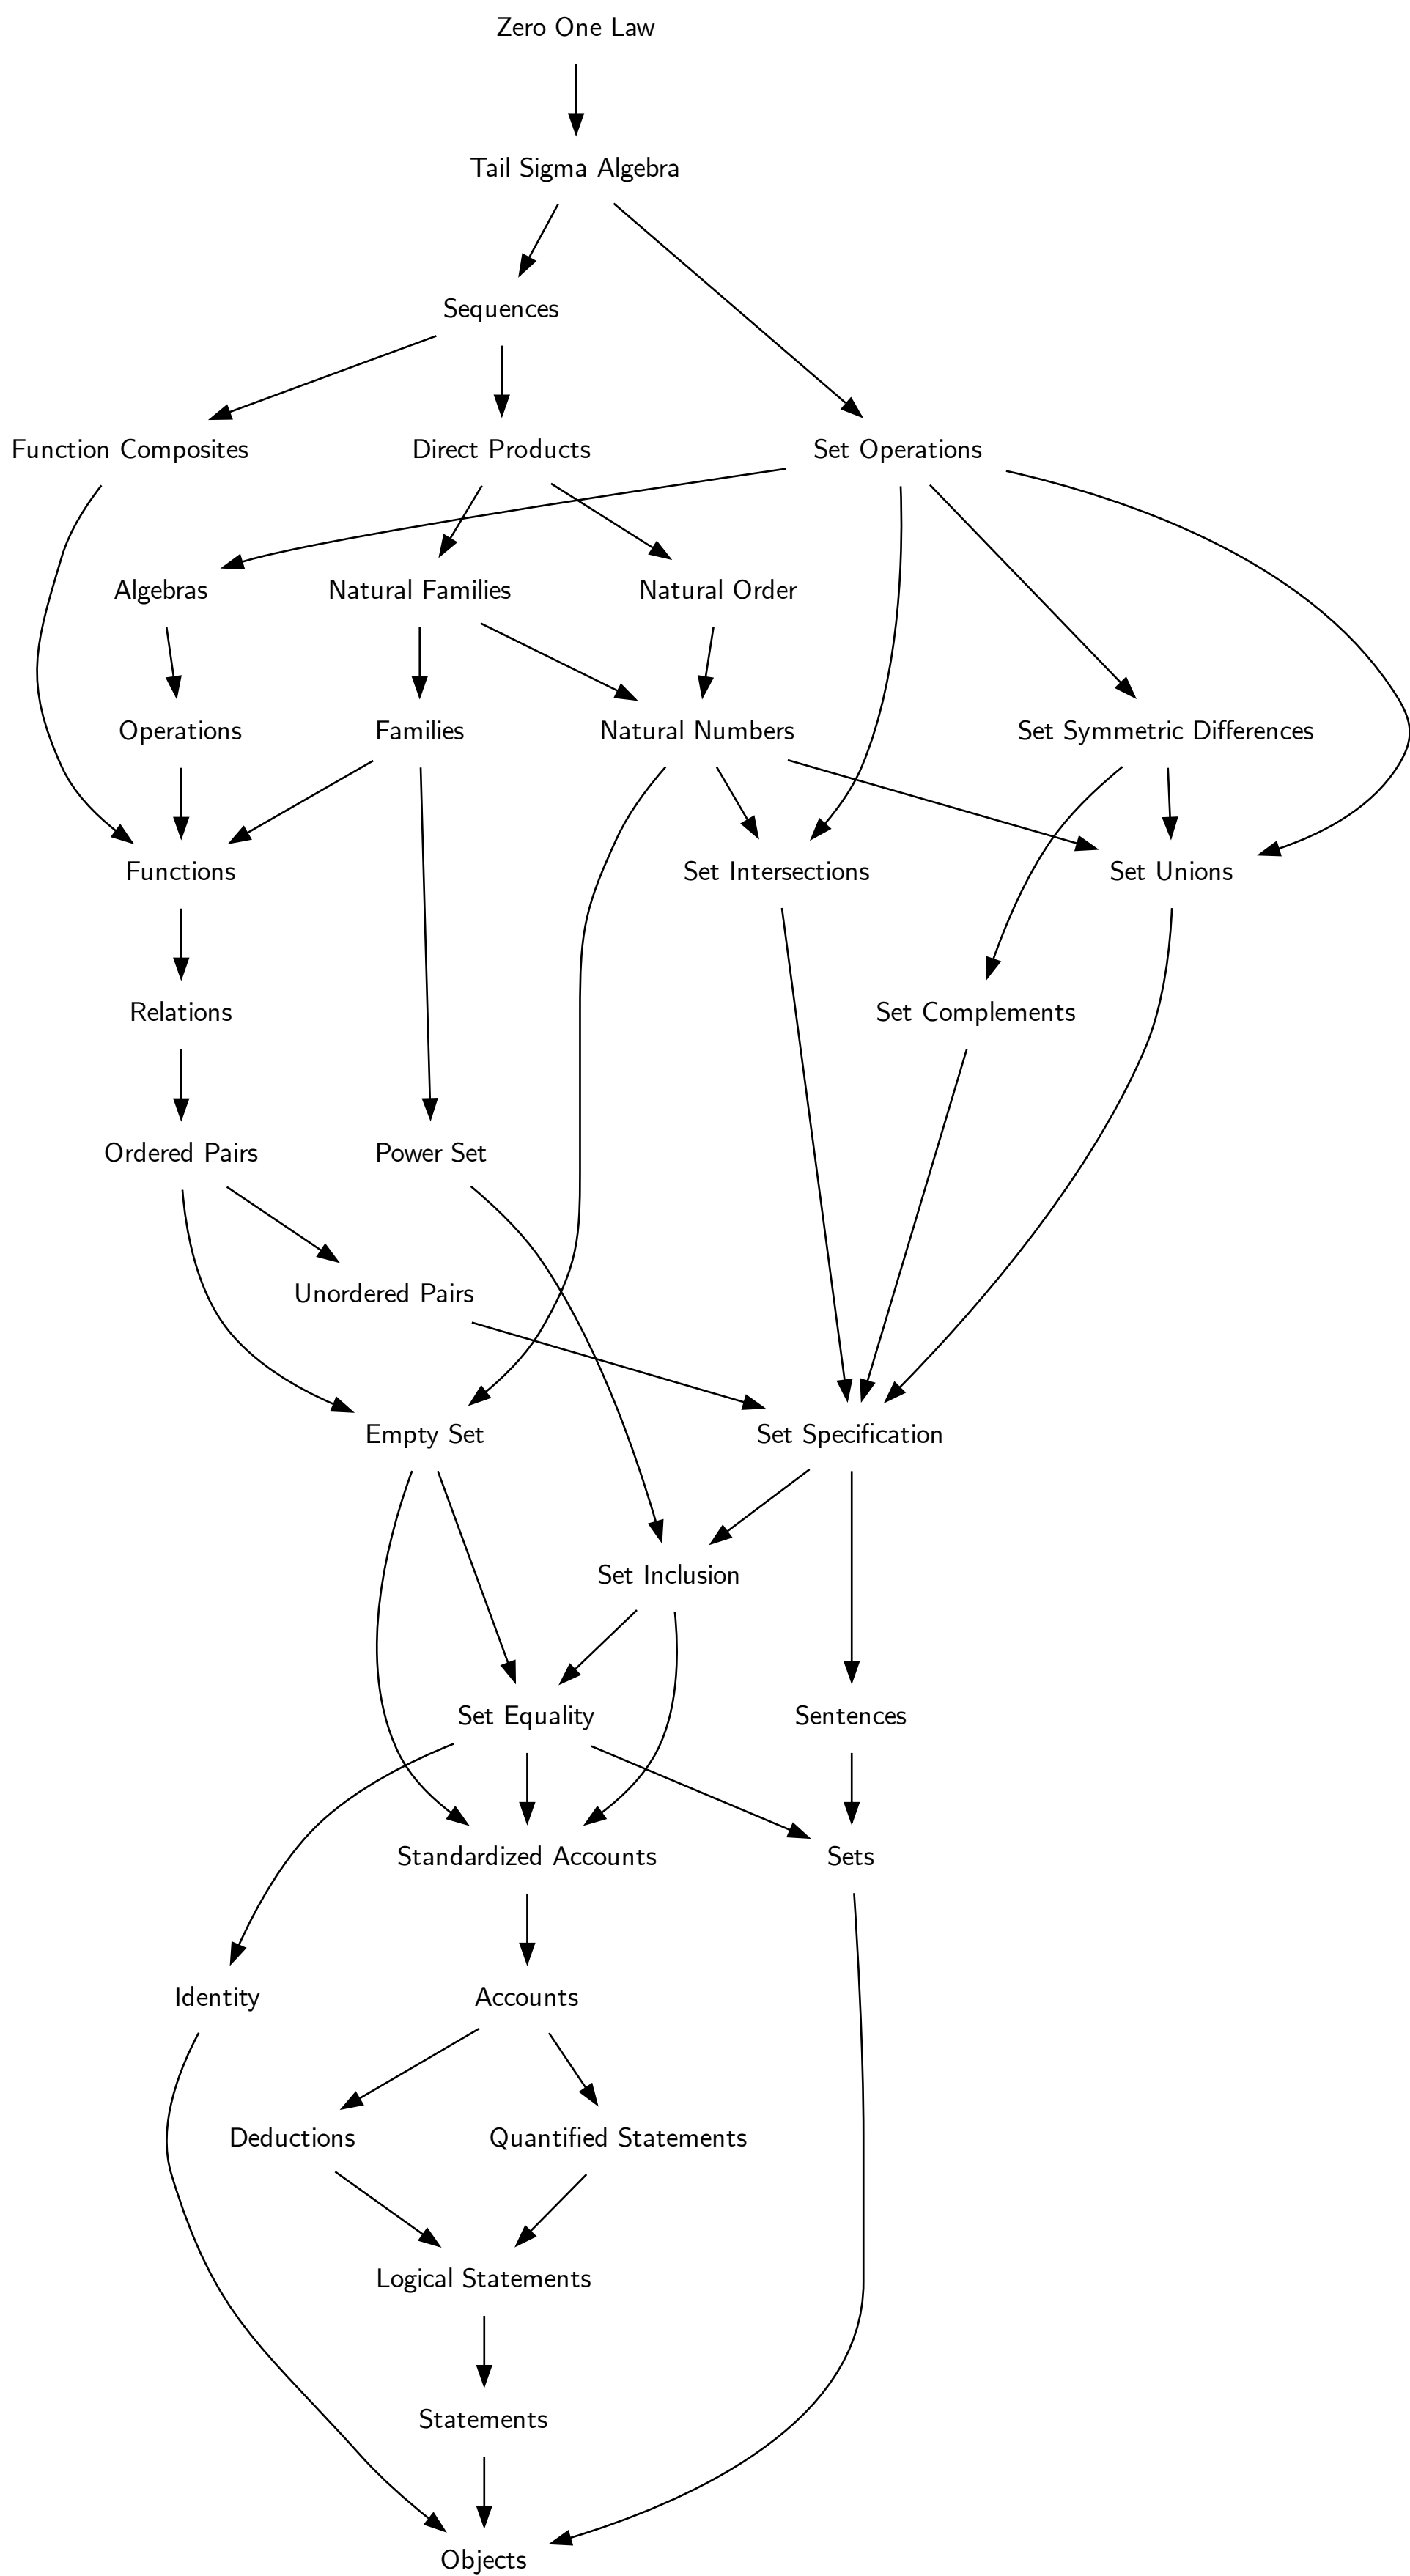 Zero One Law
Tail Sigma Algebra
Sequences
Function Composites
Direct Products
Set Operations
Algebras
Natural Families
Natural Order
Operations
Families
Natural Numbers
Set Symmetric Differences
Functions
Set Intersections
Set Unions
Relations
Set Complements
Ordered Pairs
Power Set
Unordered Pairs
Empty Set
Set Specification
Set Inclusion
Set Equality
Sentences
Standardized Accounts
Sets
Identity
Accounts
Deductions
Quantified Statements
Logical Statements
Statements
Objects